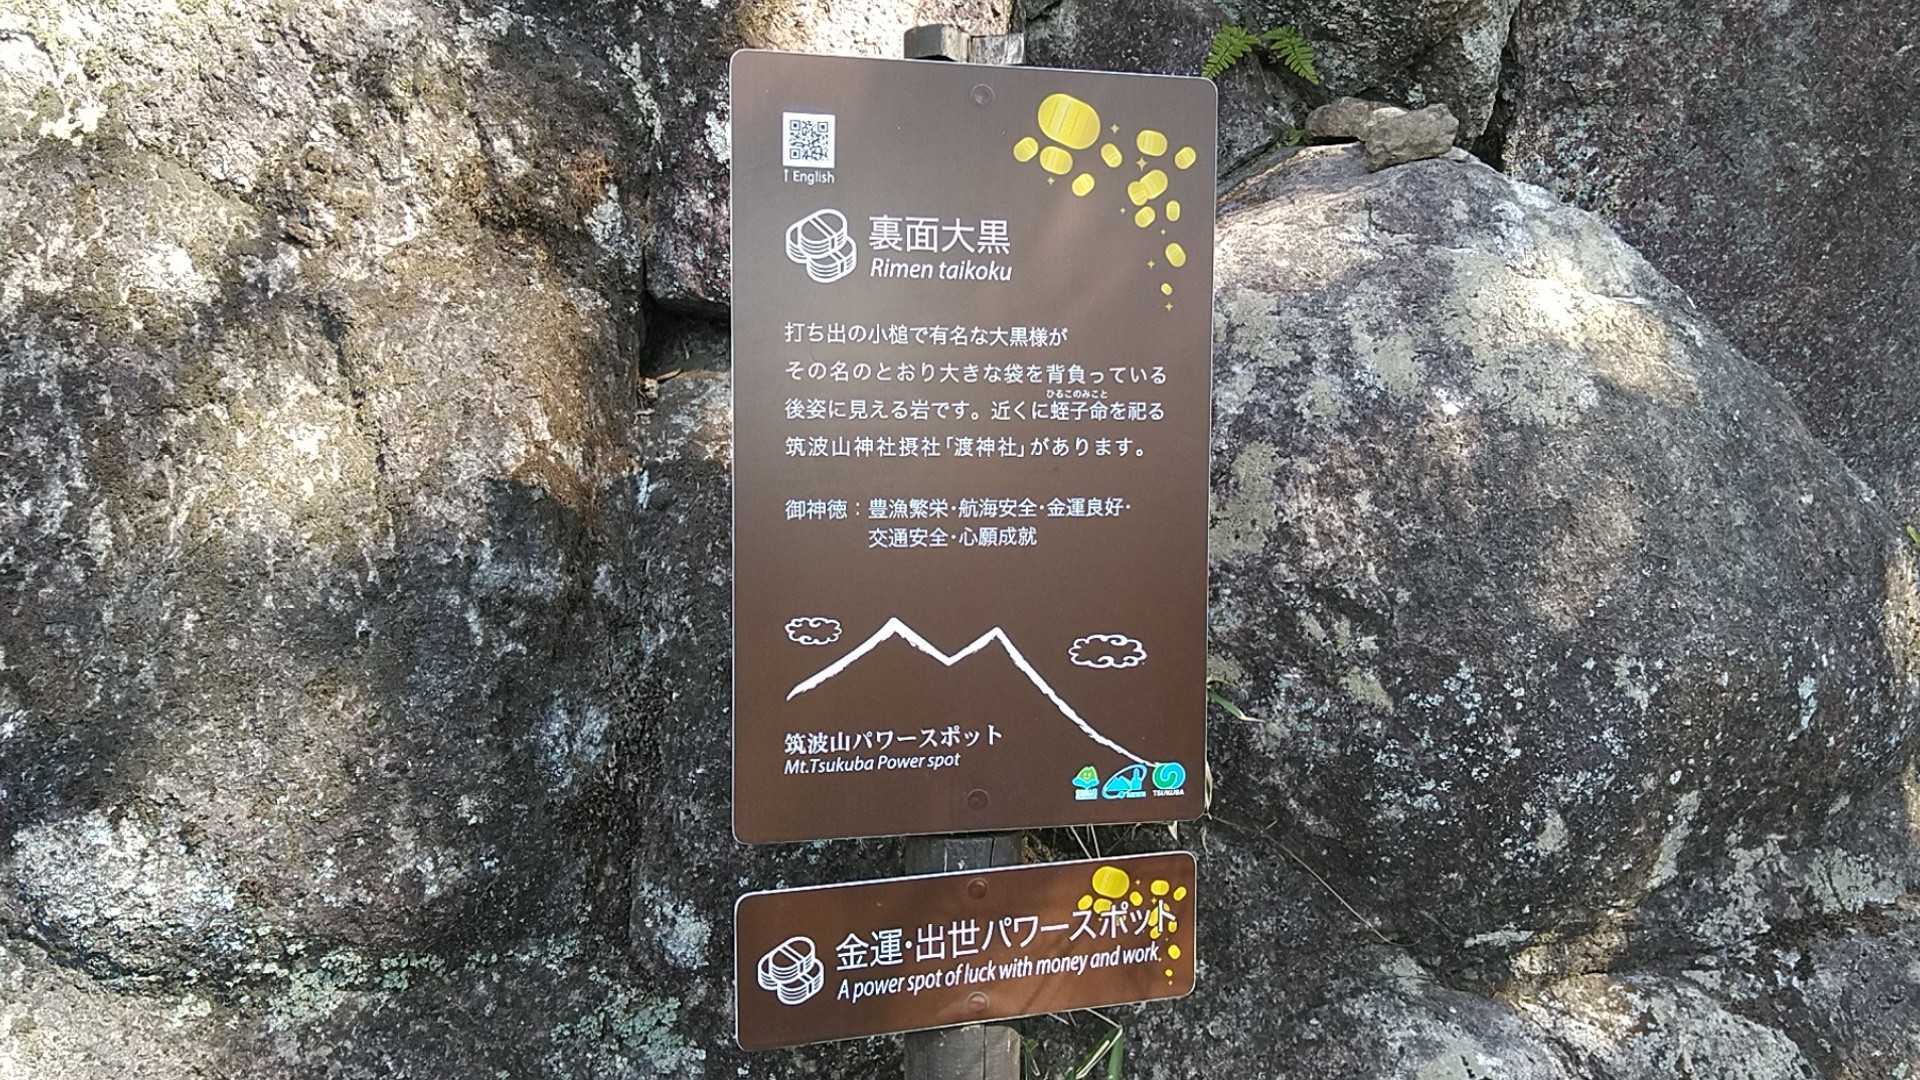 ↑ English
裏面大黒
Rimen taikoku
打ち出の小槌で有名な大黒様が
その名のとおり大きな袋を背負っている
ひるこのみこと
後姿に見える岩です。近くに蛭子命を祀る
筑波山神社摂社「渡神社」があります。
御神徳：豊漁繁栄・航海安全・金運良好・
交通安全・心願成就
筑波山パワースポット
Mt.Tsukuba Power spot
TSUKUBA
金運・出世パワースポット
A power spot of luck with money and work.